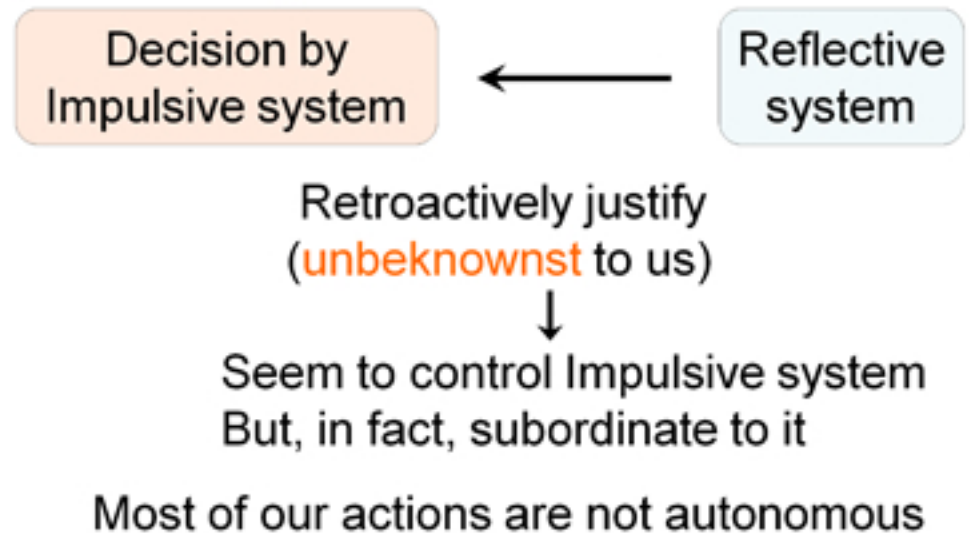 Decision by
Impulsive system
Reflective
system
Retroactively justify
(unbeknownst to us)
Seem to control Impulsive system
But, in fact, subordinate to it
Most of our actions are not autonomous